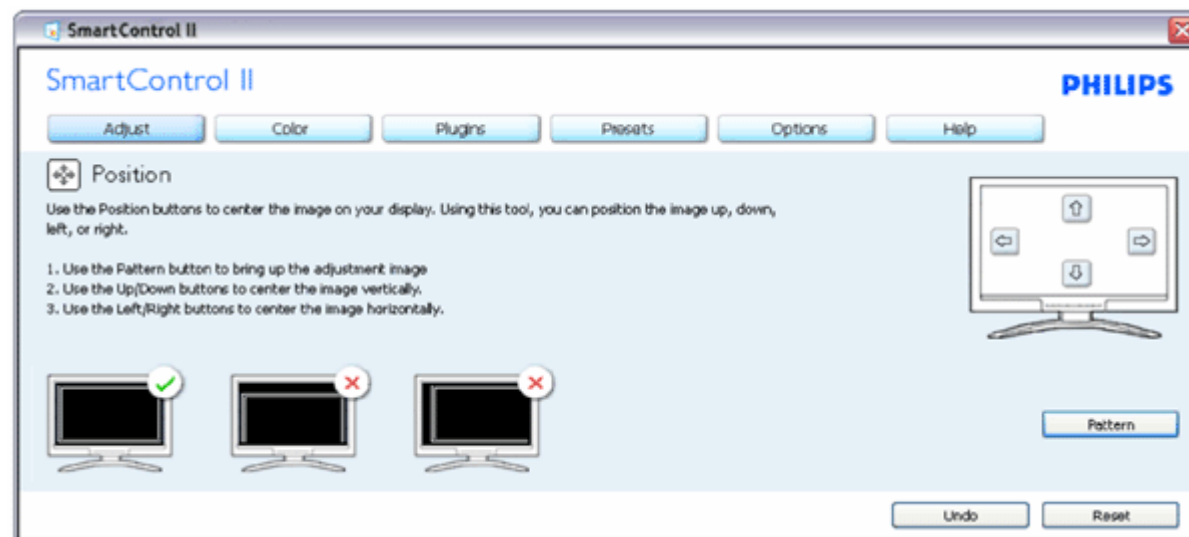 SmartControl II
SmartControl II
PHILIPS
Adjust Color Plugins Presets Options Help
Position
Use the Position buttons to center the image on your display. Using this tool, you can position the image up, down,
left, or right.
1. Use the Pattern button to bring up the adjustment image
2. Use the Up/Down buttons to center the image vertically.
3. Use the Left/Right buttons to center the image horizontally.
Pattern
Undo Reset